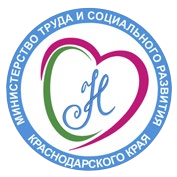 МИНИСТЕРСТВО ТРУДА И СОЦИАЛЬНОГО РАЗВИТИЯ
Н
КРАСНОДАРСКОГО КРАЯ